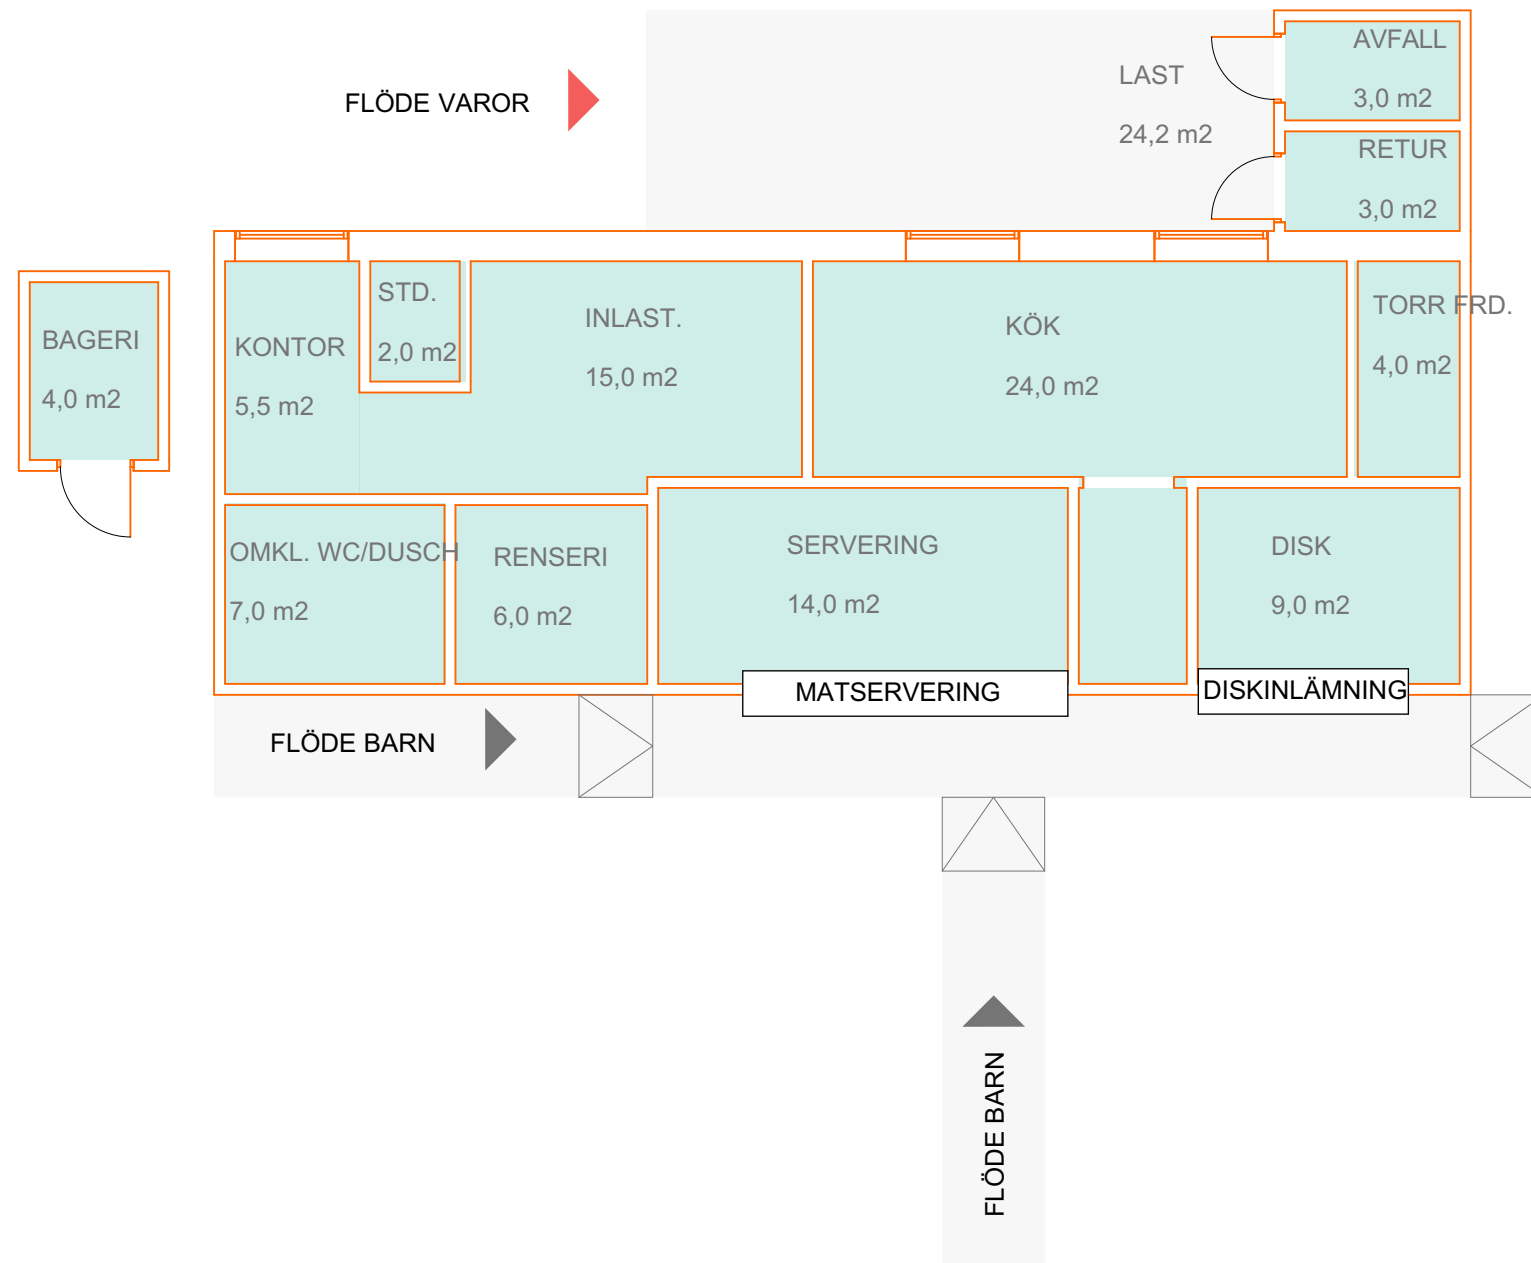 AVFALL
3,0 m2
LAST
24,2 m2
FLÖDE VAROR
RETUR
3,0 m2
BAGERI
4,0 m2
KONTOR
5,5 m2
STD.
2,0 m2
INLAST.
15,0 m2
KÖK
24,0 m2
TORR FRD.
4,0 m2
OMKL. WC/DUSCH
7,0 m2
RENSERI
6,0 m2
SERVERING
14,0 m2
DISK
9,0 m2
MATSERVERING
DISKINLÄMNING
FLÖDE BARN
FLÖDE BARN